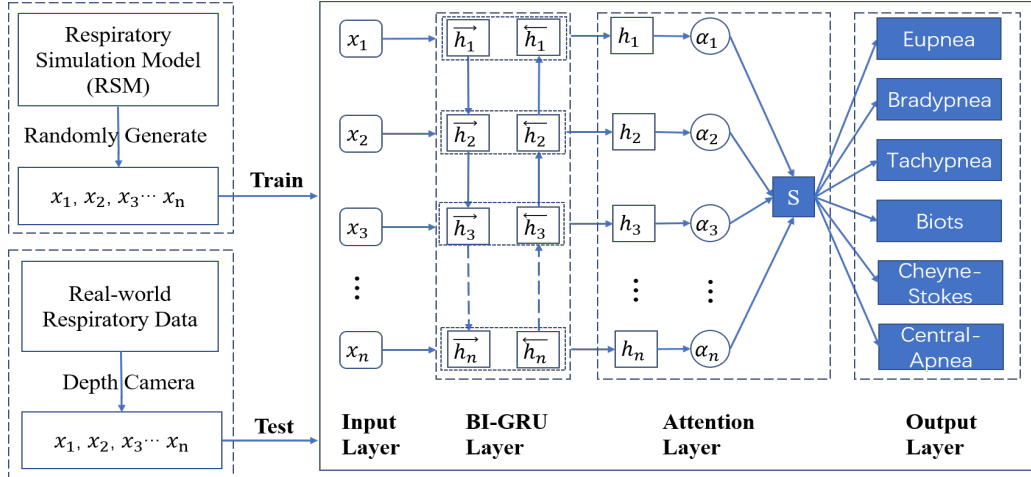 Respiratory
Simulation Model
(RSM)
Randomly Generate
x₁, x₂, x₃⋯ xₙ
Train
Real-world
Respiratory Data
Depth Camera
x₁, x₂, x₃⋯ xₙ
Test
x₁
x₂
x₃
⋮
xₙ
Input
Layer
h₁→ h₁←
h₂→ h₂←
h₃→ h₃←
hₙ→ hₙ←
BI-GRU
Layer
h₁ α₁
h₂ α₂
h₃ α₃
⋮ ⋮
hₙ αₙ
S
Attention
Layer
Eupnea
Bradypnea
Tachypnea
Biots
Cheyne-
Stokes
Central-
Apnea
Output
Layer